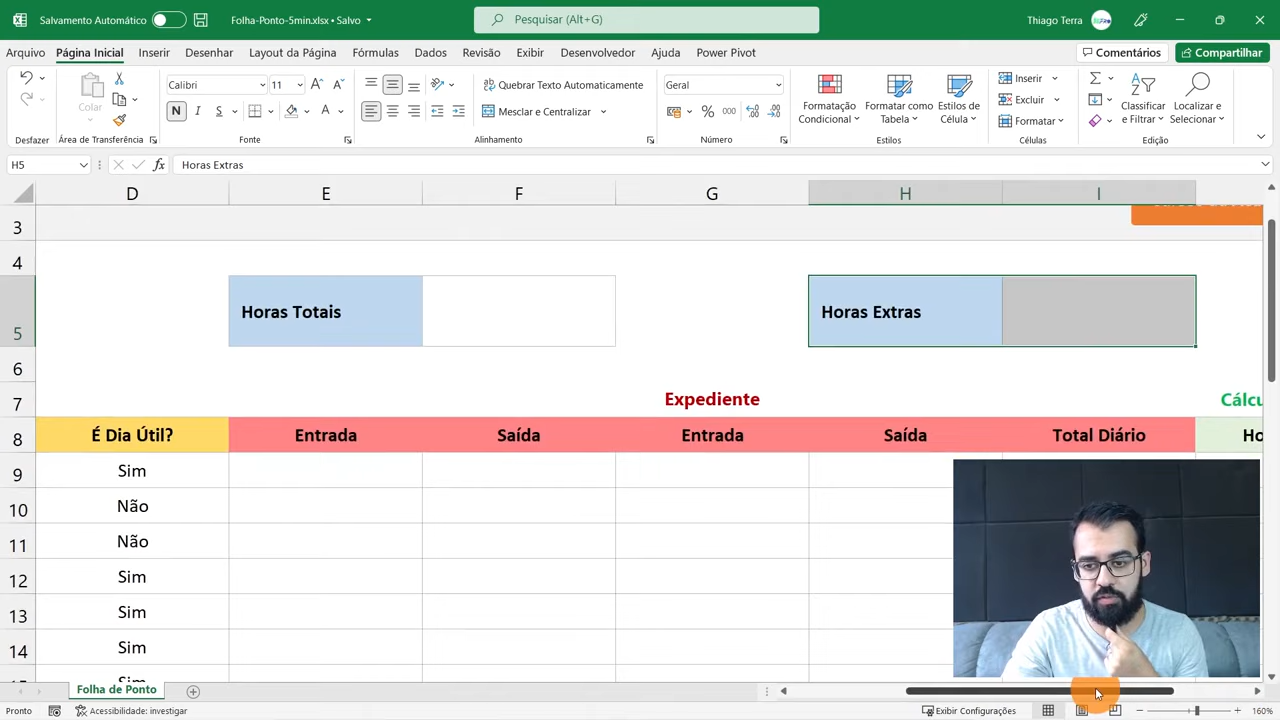 Salvamento Automático
Folha-Ponto-5min.xlsx • Salvo
Pesquisar (Alt+G)
Thiago Terra
Arquivo Página Inicial Inserir Desenhar Layout da Página Fórmulas Dados Revisão Exibir Desenvolvedor Ajuda Power Pivot
Comentários Compartilhar
Colar
Calibri 11
N I S
Quebrar Texto Automaticamente
Mesclar e Centralizar
Geral
% 000
Formatação Condicional
Formatar como Tabela
Estilos de Célula
Inserir
Excluir
Formatar
Classificar e Filtrar
Localizar e Selecionar
Desfazer Área de Transferência Fonte Alinhamento Número Estilos Células Edição
H5 fx Horas Extras
D E F G H I
3
4
5 Horas Totais Horas Extras
6
7 Expediente
8 É Dia Útil? Entrada Saída Entrada Saída Total Diário
9 Sim
10 Não
11 Não
12 Sim
13 Sim
14 Sim
Folha de Ponto
Pronto Acessibilidade: investigar Exibir Configurações 160%